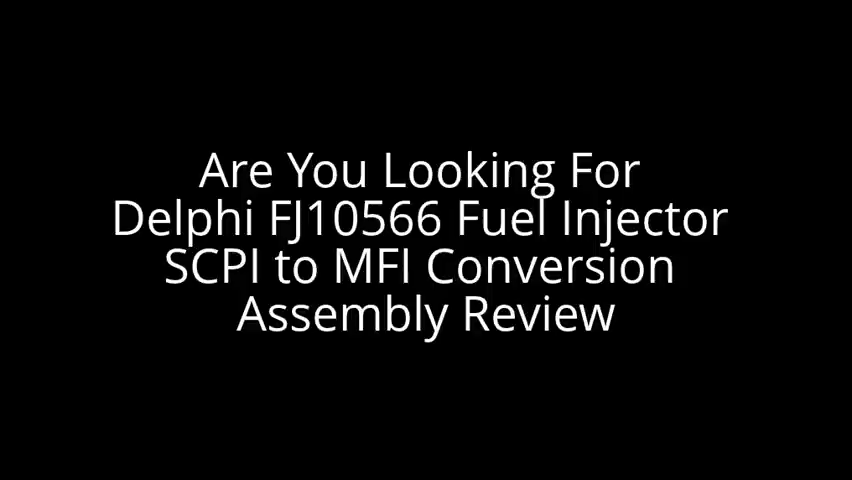 Are You Looking For
Delphi FJ10566 Fuel Injector
SCPI to MFI Conversion
Assembly Review